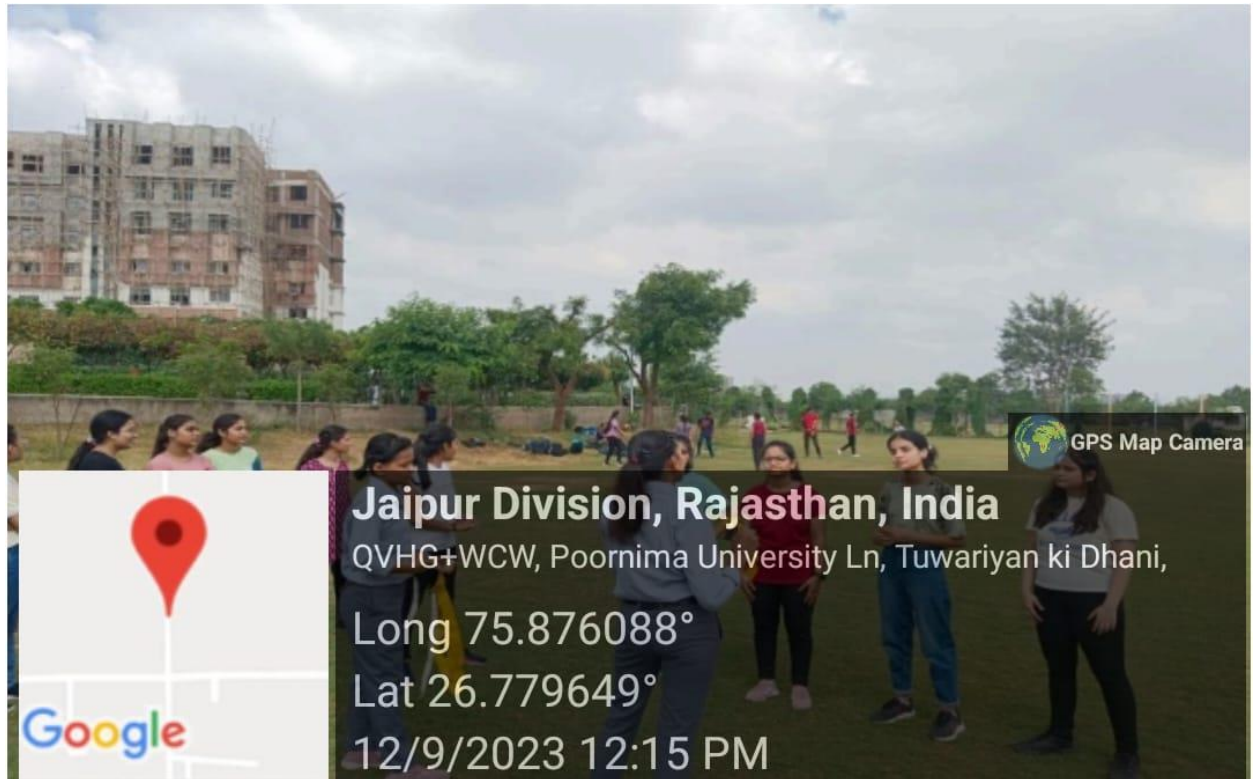 GPS Map Camera
Jaipur Division, Rajasthan, India
QVHG+WCW, Poornima University Ln, Tuwariyan ki Dhani,
Long 75.876088°
Lat 26.779649°
12/9/2023 12:15 PM
Google